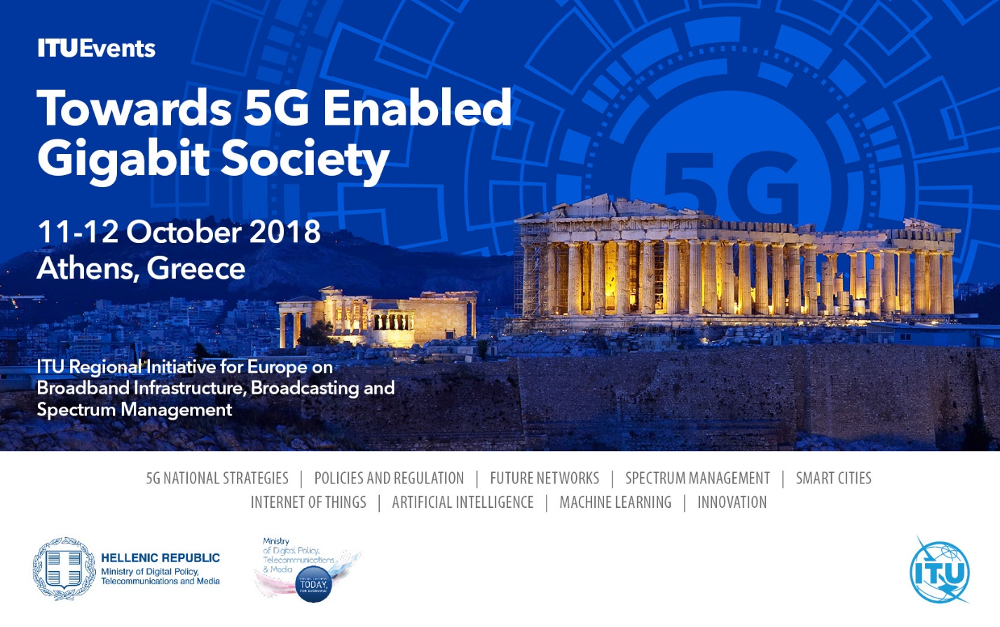 ITUEvents
Towards 5G Enabled
Gigabit Society
5G
11-12 October 2018
Athens, Greece
ITU Regional Initiative for Europe on
Broadband Infrastructure, Broadcasting and
Spectrum Management
5G NATIONAL STRATEGIES | POLICIES AND REGULATION | FUTURE NETWORKS | SPECTRUM MANAGEMENT | SMART CITIES
INTERNET OF THINGS | ARTIFICIAL INTELLIGENCE | MACHINE LEARNING | INNOVATION
HELLENIC REPUBLIC
Ministry of Digital Policy,
Telecommunications and Media
Ministry
of Digital Policy,
Telecommunications
& Media
TODAY,
FOR EVERYONE
ITU